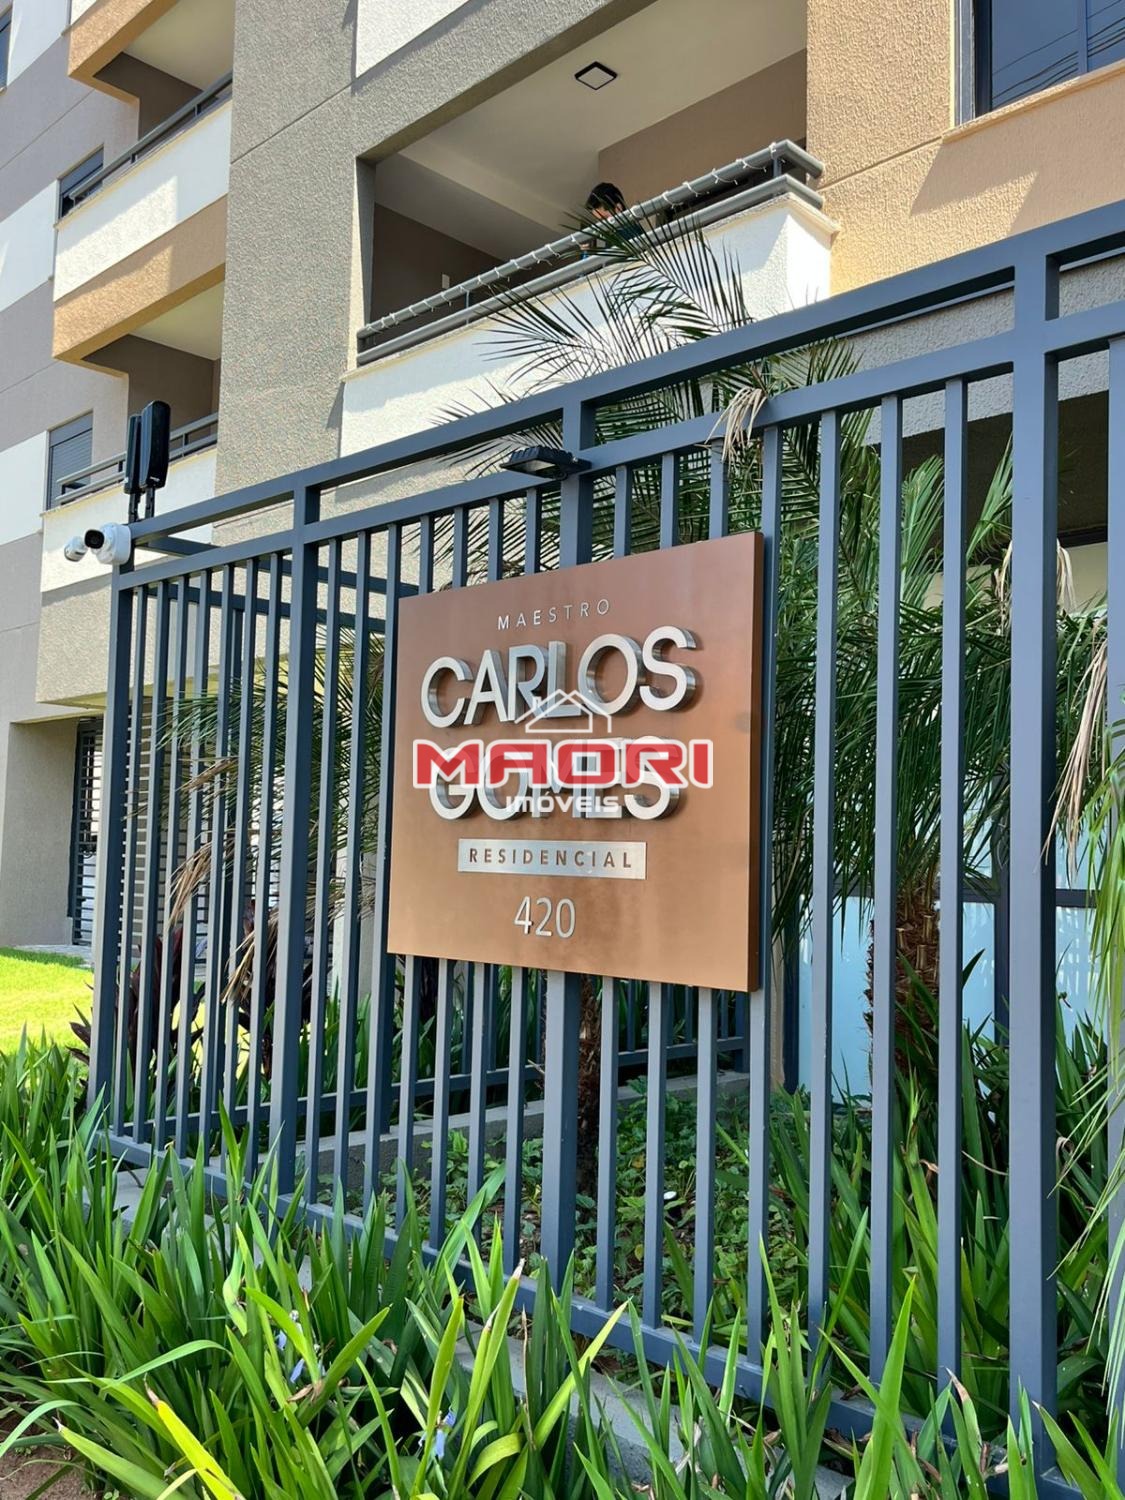 MAESTRO
CARLOS
GOMES
MAORI
IMÓVEIS
RESIDENCIAL
420